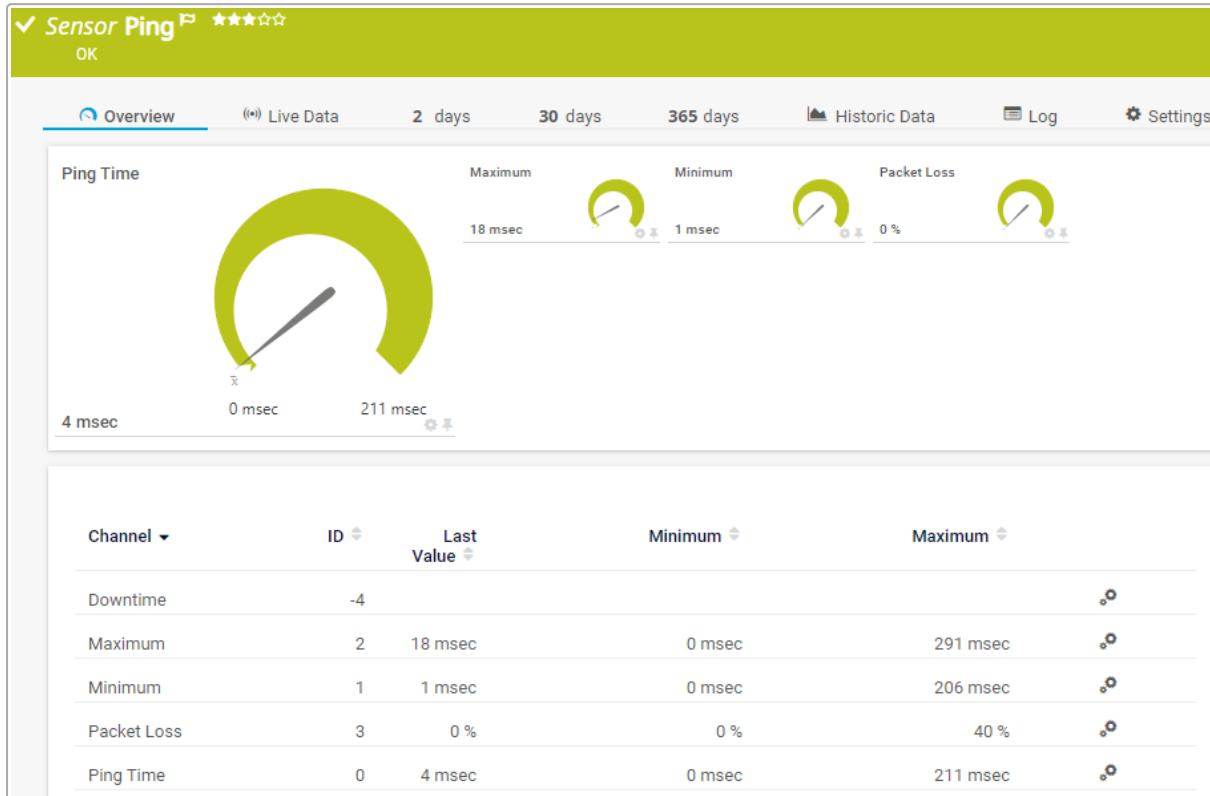 Sensor Ping
OK
Overview Live Data 2 days 30 days 365 days Historic Data Log Settings
Ping Time
Maximum
18 msec
Minimum
1 msec
Packet Loss
0 %
x̄
0 msec 211 msec
4 msec
Channel ID Last Value Minimum Maximum
Downtime -4
Maximum 2 18 msec 0 msec 291 msec
Minimum 1 1 msec 0 msec 206 msec
Packet Loss 3 0 % 0 % 40 %
Ping Time 0 4 msec 0 msec 211 msec